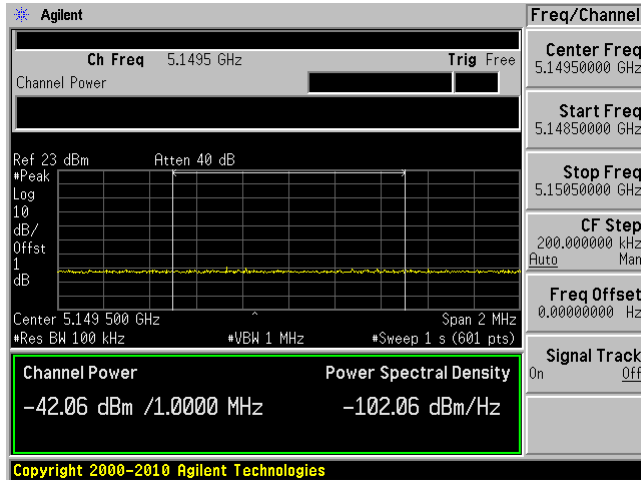 Agilent
Freq/Channel
Ch Freq 5.1495 GHz Trig Free
Channel Power
Center Freq
5.14950000 GHz
Start Freq
5.14850000 GHz
Stop Freq
5.15050000 GHz
CF Step
200.000000 kHz
Auto Man
Freq Offset
0.00000000 Hz
Signal Track
On Off
Ref 23 dBm Atten 40 dB
#Peak
Log
10
dB/
Offst
1
dB
Center 5.149 500 GHz Span 2 MHz
#Res BW 100 kHz #VBW 1 MHz #Sweep 1 s (601 pts)
Channel Power Power Spectral Density
-42.06 dBm /1.0000 MHz -102.06 dBm/Hz
Copyright 2000-2010 Agilent Technologies